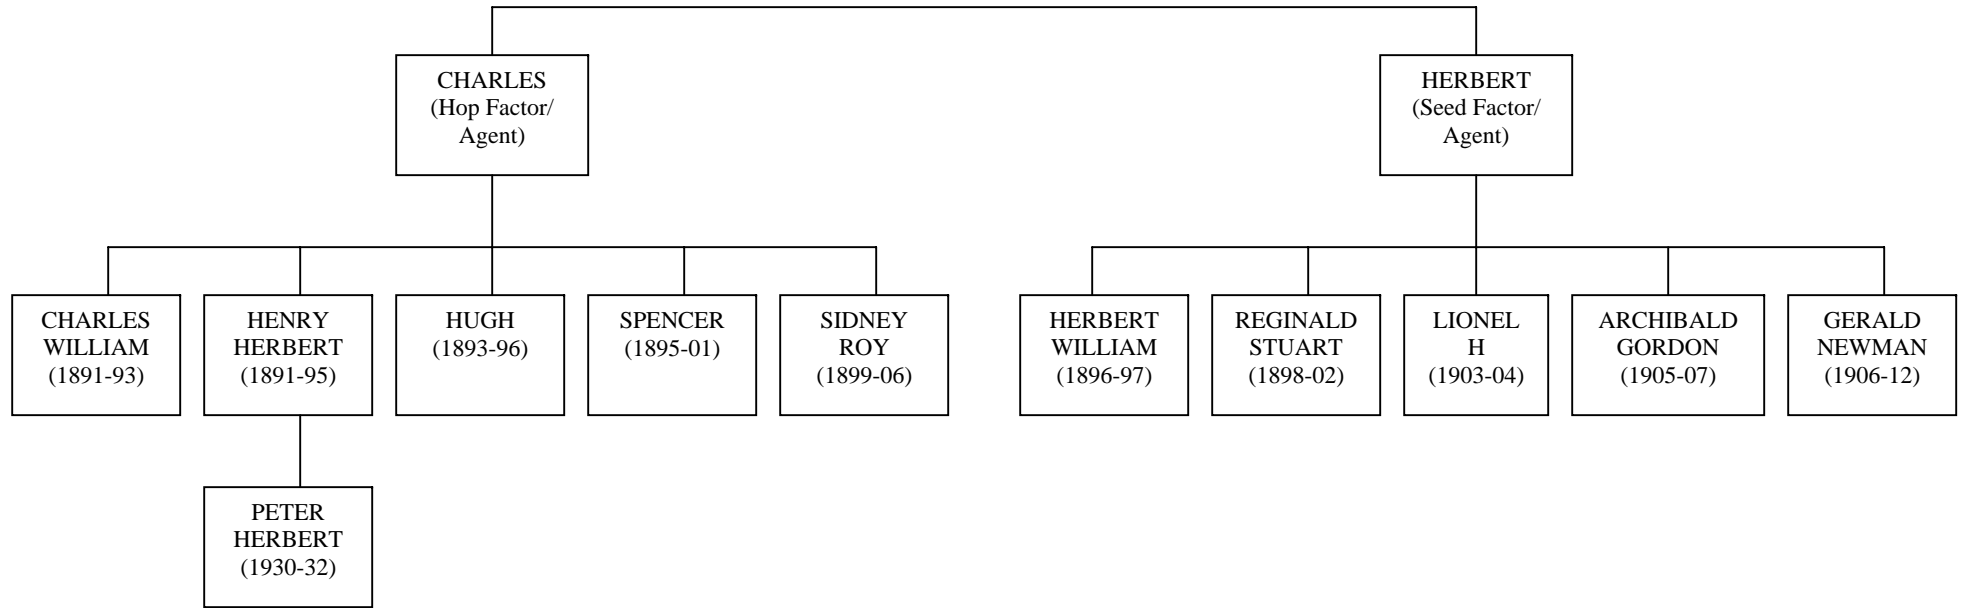 CHARLES
(Hop Factor/
Agent)
HERBERT
(Seed Factor/
Agent)
CHARLES
WILLIAM
(1891-93)
HENRY
HERBERT
(1891-95)
HUGH
(1893-96)
SPENCER
(1895-01)
SIDNEY
ROY
(1899-06)
HERBERT
WILLIAM
(1896-97)
REGINALD
STUART
(1898-02)
LIONEL
H
(1903-04)
ARCHIBALD
GORDON
(1905-07)
GERALD
NEWMAN
(1906-12)
PETER
HERBERT
(1930-32)